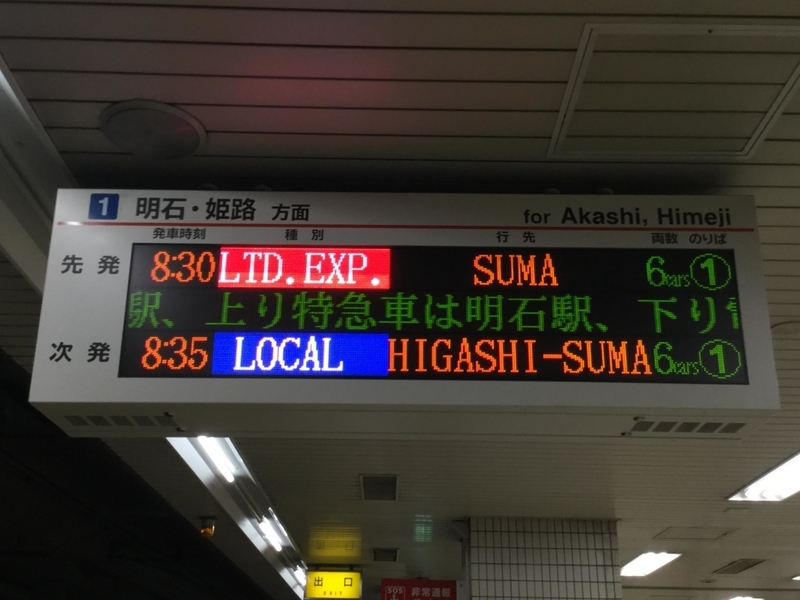 1 明石・姫路 方面 for Akashi, Himeji
発車時刻 種別 行先 両数 のりば
先発 8:30 LTD.EXP. SUMA 6cars ①
駅、上り特急車は明石駅、下り
次発 8:35 LOCAL HIGASHI-SUMA 6cars ①
出口
EXIT
SOS 非常通報